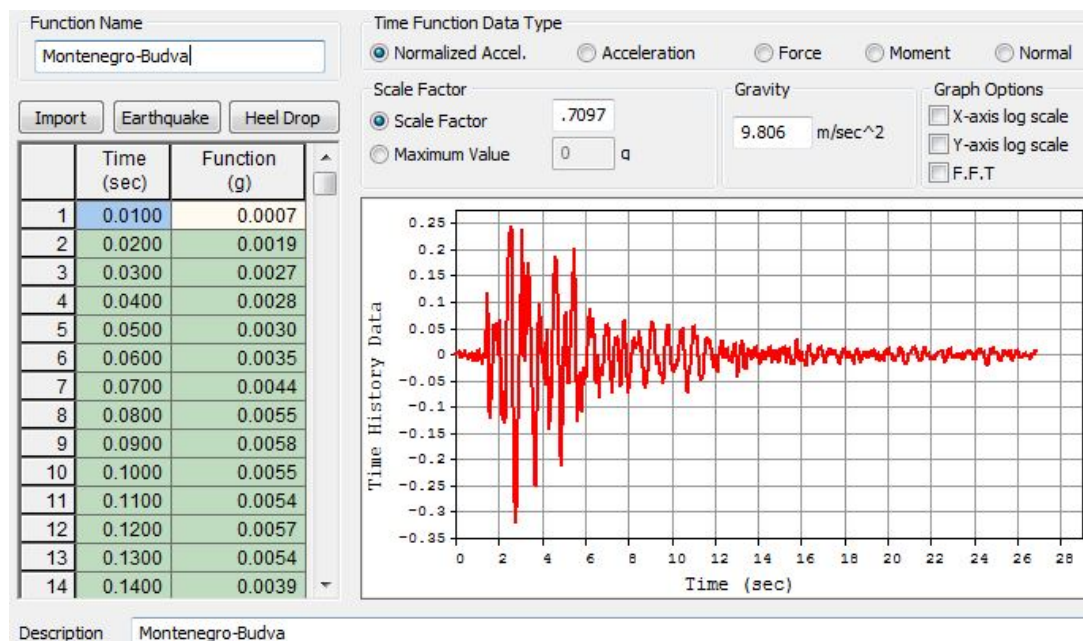 Function Name
Montenegro-Budva
Time Function Data Type
Normalized Accel. Acceleration Force Moment Normal
Import Earthquake Heel Drop
Scale Factor
Scale Factor .7097
Maximum Value 0 g
Gravity
9.806 m/sec^2
Graph Options
X-axis log scale
Y-axis log scale
F.F.T
Time (sec) Function (g)
1 0.0100 0.0007
2 0.0200 0.0019
3 0.0300 0.0027
4 0.0400 0.0028
5 0.0500 0.0030
6 0.0600 0.0035
7 0.0700 0.0044
8 0.0800 0.0055
9 0.0900 0.0058
10 0.1000 0.0055
11 0.1100 0.0054
12 0.1200 0.0057
13 0.1300 0.0054
14 0.1400 0.0039
Time History Data
0.25
0.2
0.15
0.1
0.05
0
-0.05
-0.1
-0.15
-0.2
-0.25
-0.3
-0.35
0 2 4 6 8 10 12 14 16 18 20 22 24 26 28
Time (sec)
Description Montenegro-Budva